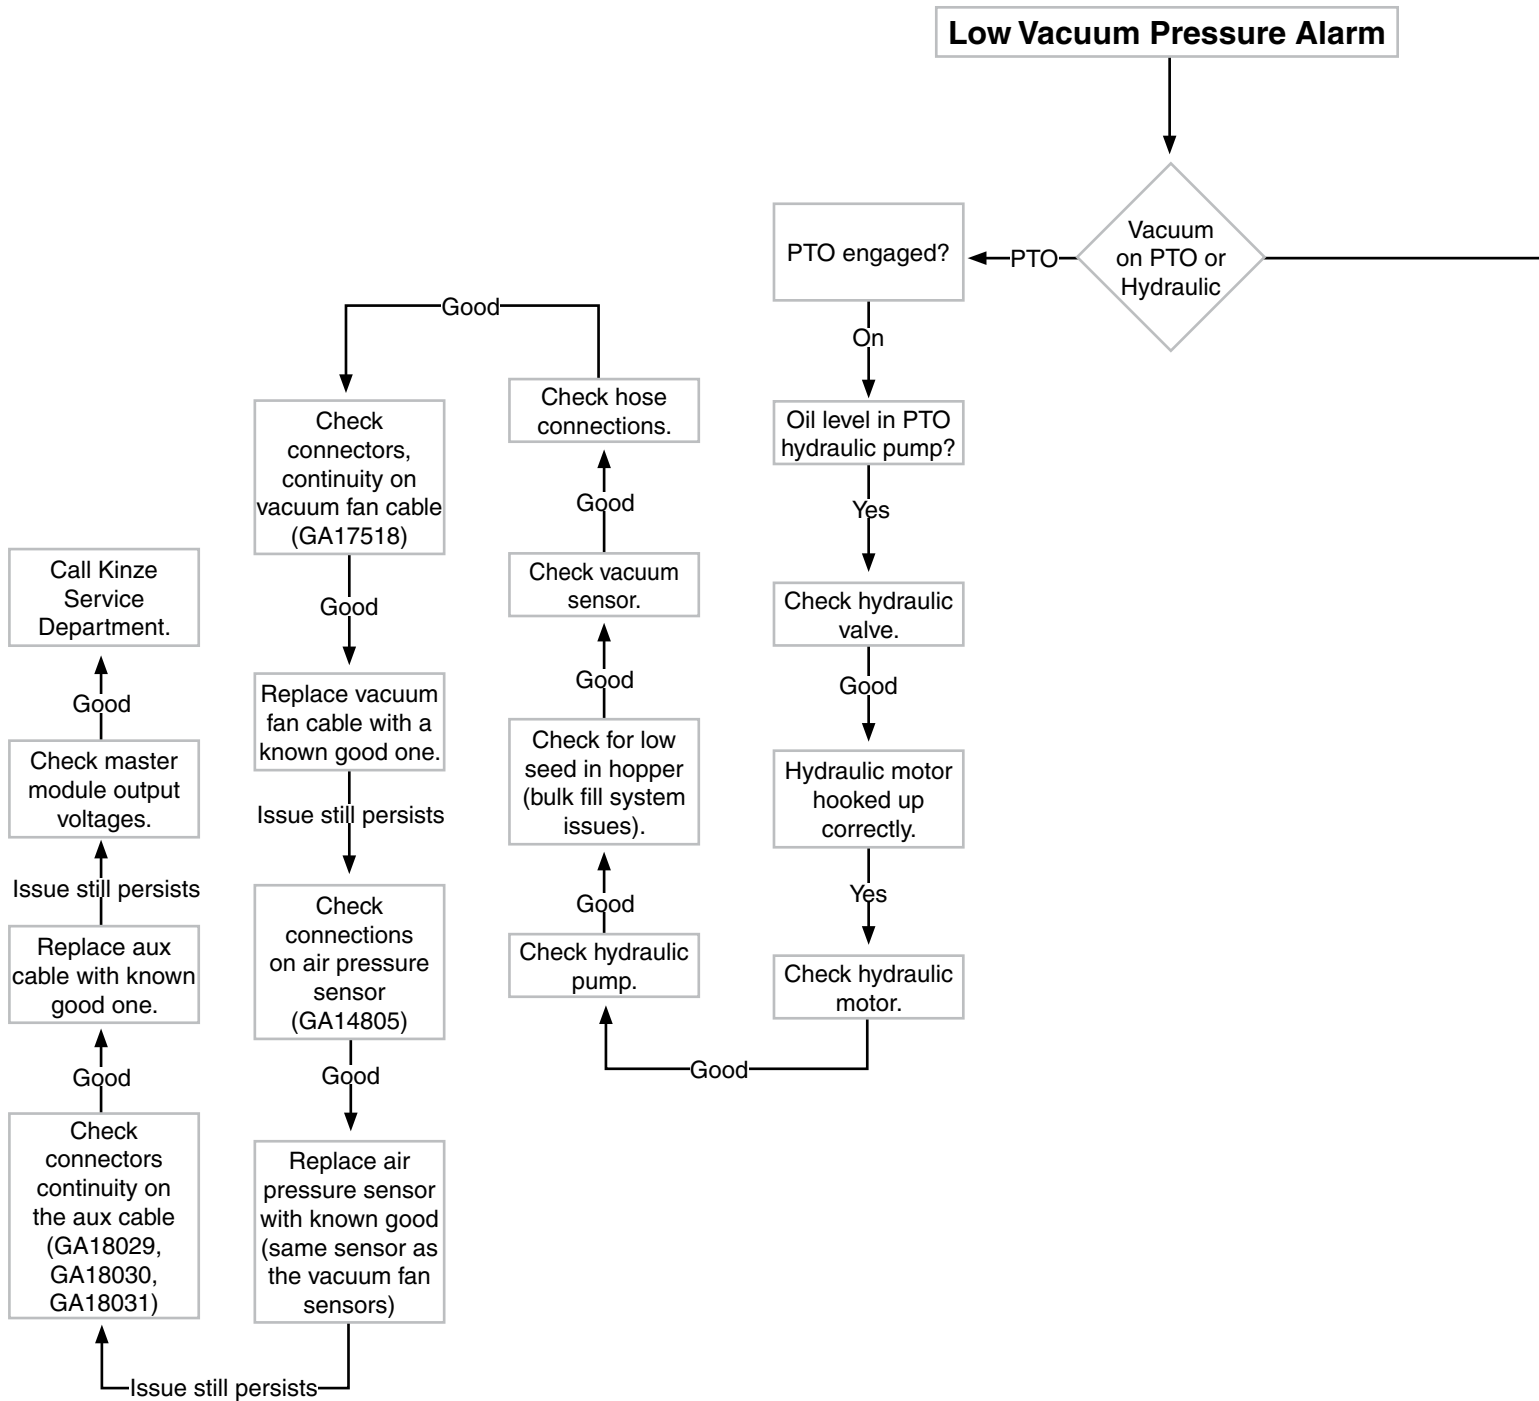 Low Vacuum Pressure Alarm
Vacuum
on PTO or
Hydraulic
PTO
PTO engaged?
On
Oil level in PTO
hydraulic pump?
Yes
Check hydraulic
valve.
Good
Hydraulic motor
hooked up
correctly.
Yes
Check hydraulic
motor.
Good
Check hydraulic
pump.
Good
Check for low
seed in hopper
(bulk fill system
issues).
Good
Check vacuum
sensor.
Good
Check hose
connections.
Good
Check
connectors,
continuity on
vacuum fan cable
(GA17518)
Good
Replace vacuum
fan cable with a
known good one.
Issue still persists
Check
connections
on air pressure
sensor
(GA14805)
Good
Replace air
pressure sensor
with known good
(same sensor as
the vacuum fan
sensors)
Issue still persists
Check
connectors
continuity on
the aux cable
(GA18029,
GA18030,
GA18031)
Good
Replace aux
cable with known
good one.
Issue still persists
Check master
module output
voltages.
Good
Call Kinze
Service
Department.